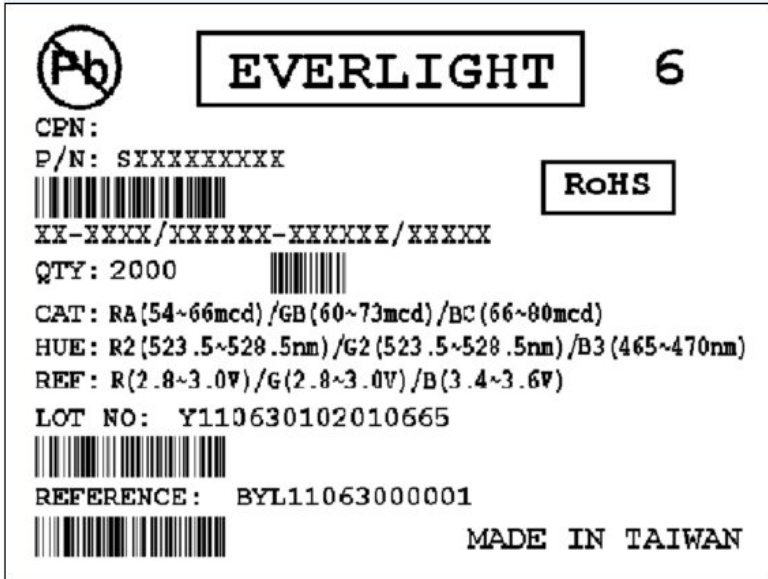 Pb
EVERLIGHT
6
CPN:
P/N: SXXXXXXXXX
RoHS
XX-XXXX/XXXXXX-XXXXXX/XXXXX
QTY: 2000
CAT: RA(54~66mcd)/GB(60~73mcd)/BC(66~80mcd)
HUE: R2(523.5~528.5nm)/G2(523.5~528.5nm)/B3(465~470nm)
REF: R(2.8~3.0V)/G(2.8~3.0V)/B(3.4~3.6V)
LOT NO: Y110630102010665
REFERENCE: BYL11063000001
MADE IN TAIWAN